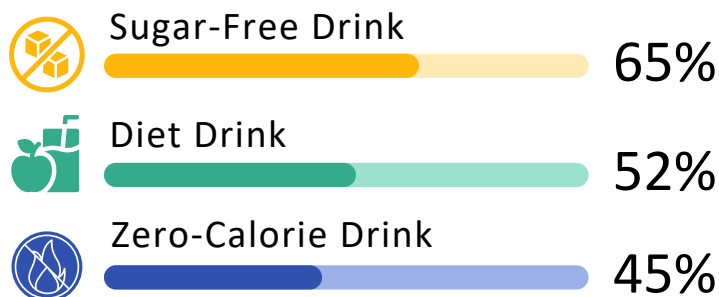 Sugar-Free Drink
65%
Diet Drink
52%
Zero-Calorie Drink
45%